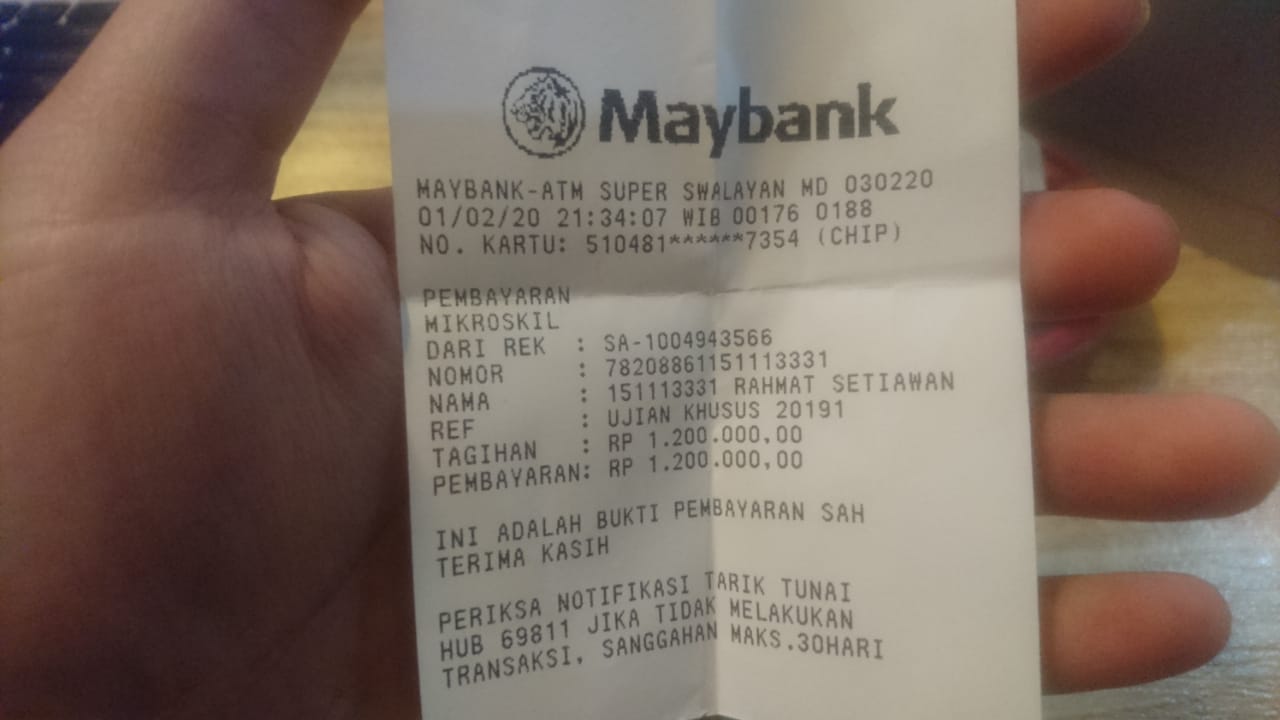 Maybank
MAYBANK-ATM SUPER SWALAYAN MD 030220
01/02/20 21:34:07 WIB 00176 0188
NO. KARTU: 510481******7354 (CHIP)
PEMBAYARAN
MIKROSKIL
DARI REK : SA-1004943566
NOMOR : 78208861151113331
NAMA : 151113331 RAHMAT SETIAWAN
REF : UJIAN KHUSUS 20191
TAGIHAN : RP 1.200.000,00
PEMBAYARAN: RP 1.200.000,00
INI ADALAH BUKTI PEMBAYARAN SAH
TERIMA KASIH
PERIKSA NOTIFIKASI TARIK TUNAI
HUB 69811 JIKA TIDAK MELAKUKAN
TRANSAKSI, SANGGAHAN MAKS.30HARI